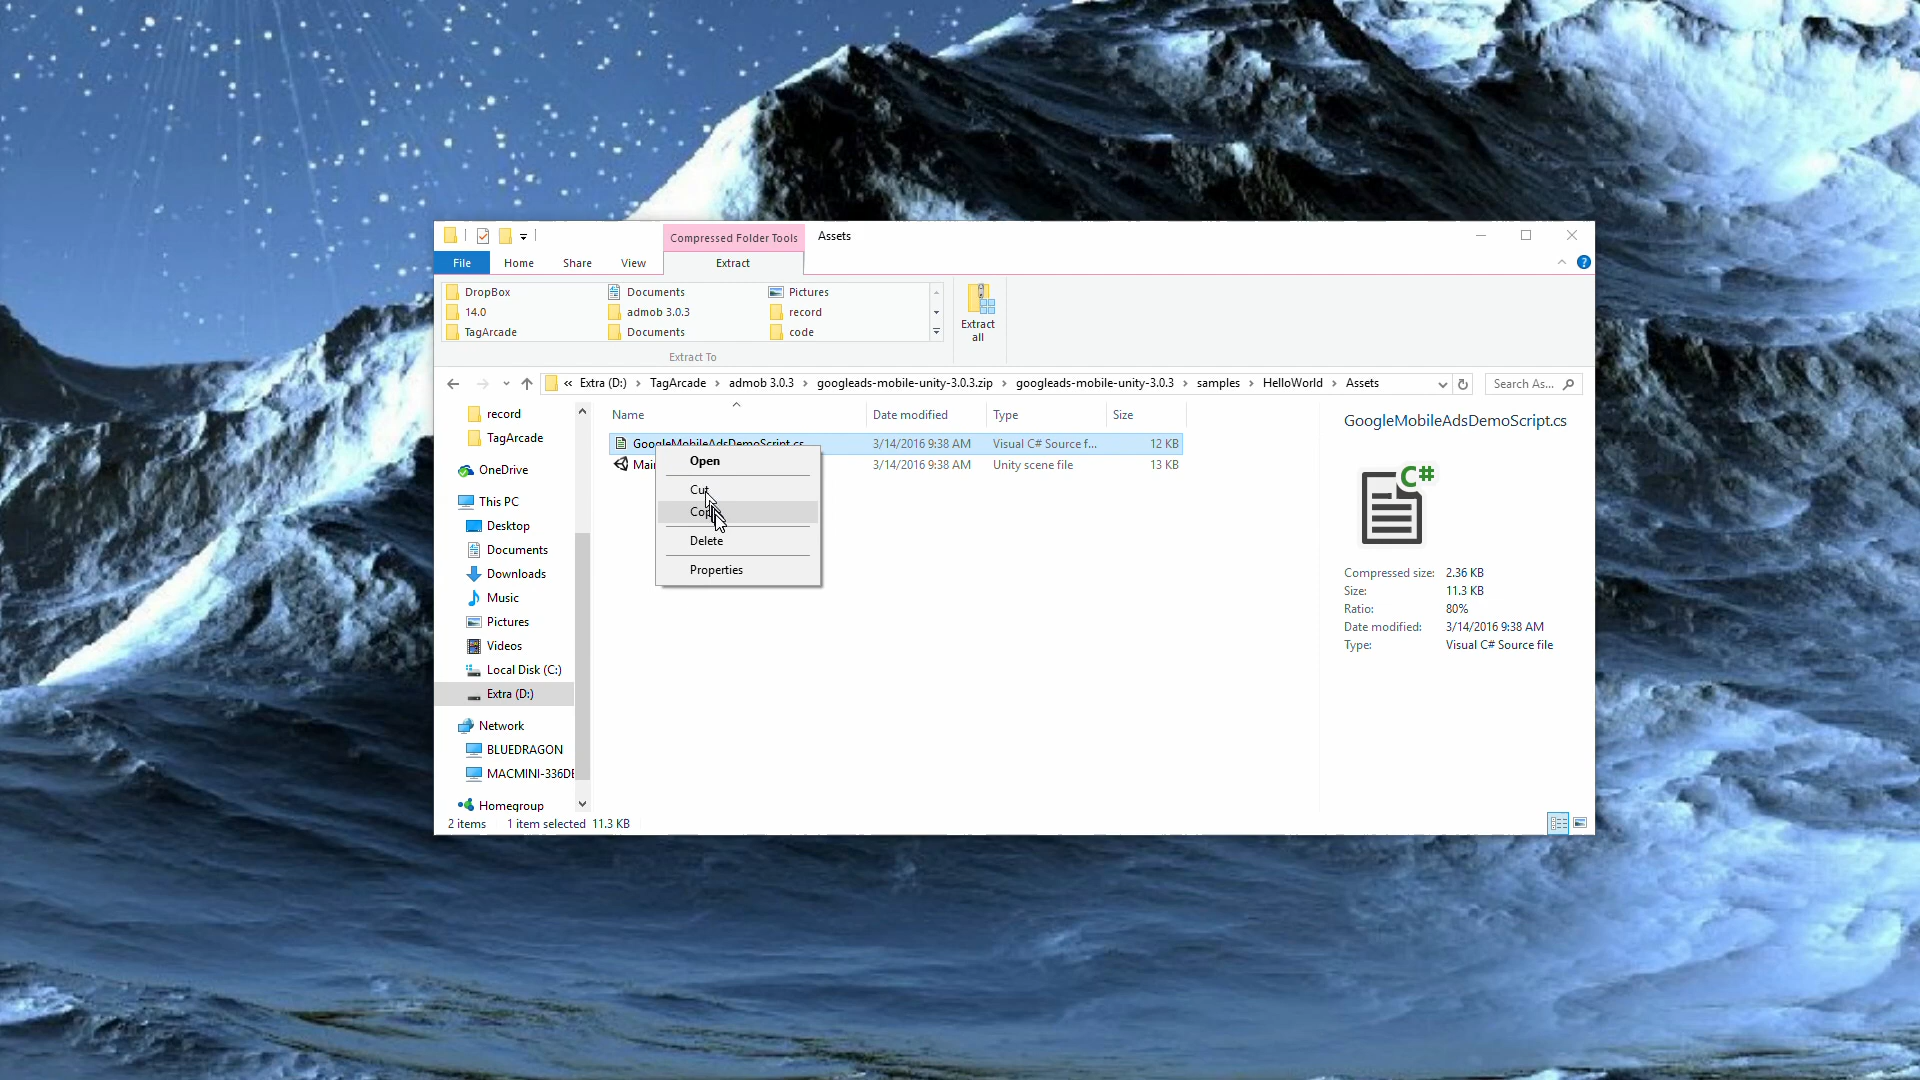 Compressed Folder Tools
Assets
File
Home
Share
View
Extract
DropBox
Documents
Pictures
14.0
admob 3.0.3
record
TagArcade
Documents
code
Extract all
Extract To
« Extra (D:) › TagArcade › admob 3.0.3 › googleads-mobile-unity-3.0.3.zip › googleads-mobile-unity-3.0.3 › samples › HelloWorld › Assets
Search As...
record
TagArcade
OneDrive
This PC
Desktop
Documents
Downloads
Music
Pictures
Videos
Local Disk (C:)
Extra (D:)
Network
BLUEDRAGON
MACMINI-336DE
Homegroup
Name Date modified Type Size
GoogleMobileAdsDemoScript.cs 3/14/2016 9:38 AM Visual C# Source f... 12 KB
3/14/2016 9:38 AM Unity scene file 13 KB
Open
Cut
Delete
Properties
GoogleMobileAdsDemoScript.cs
C#
Compressed size: 2.36 KB
Size: 11.3 KB
Ratio: 80%
Date modified: 3/14/2016 9:38 AM
Type: Visual C# Source file
2 items 1 item selected 11.3 KB